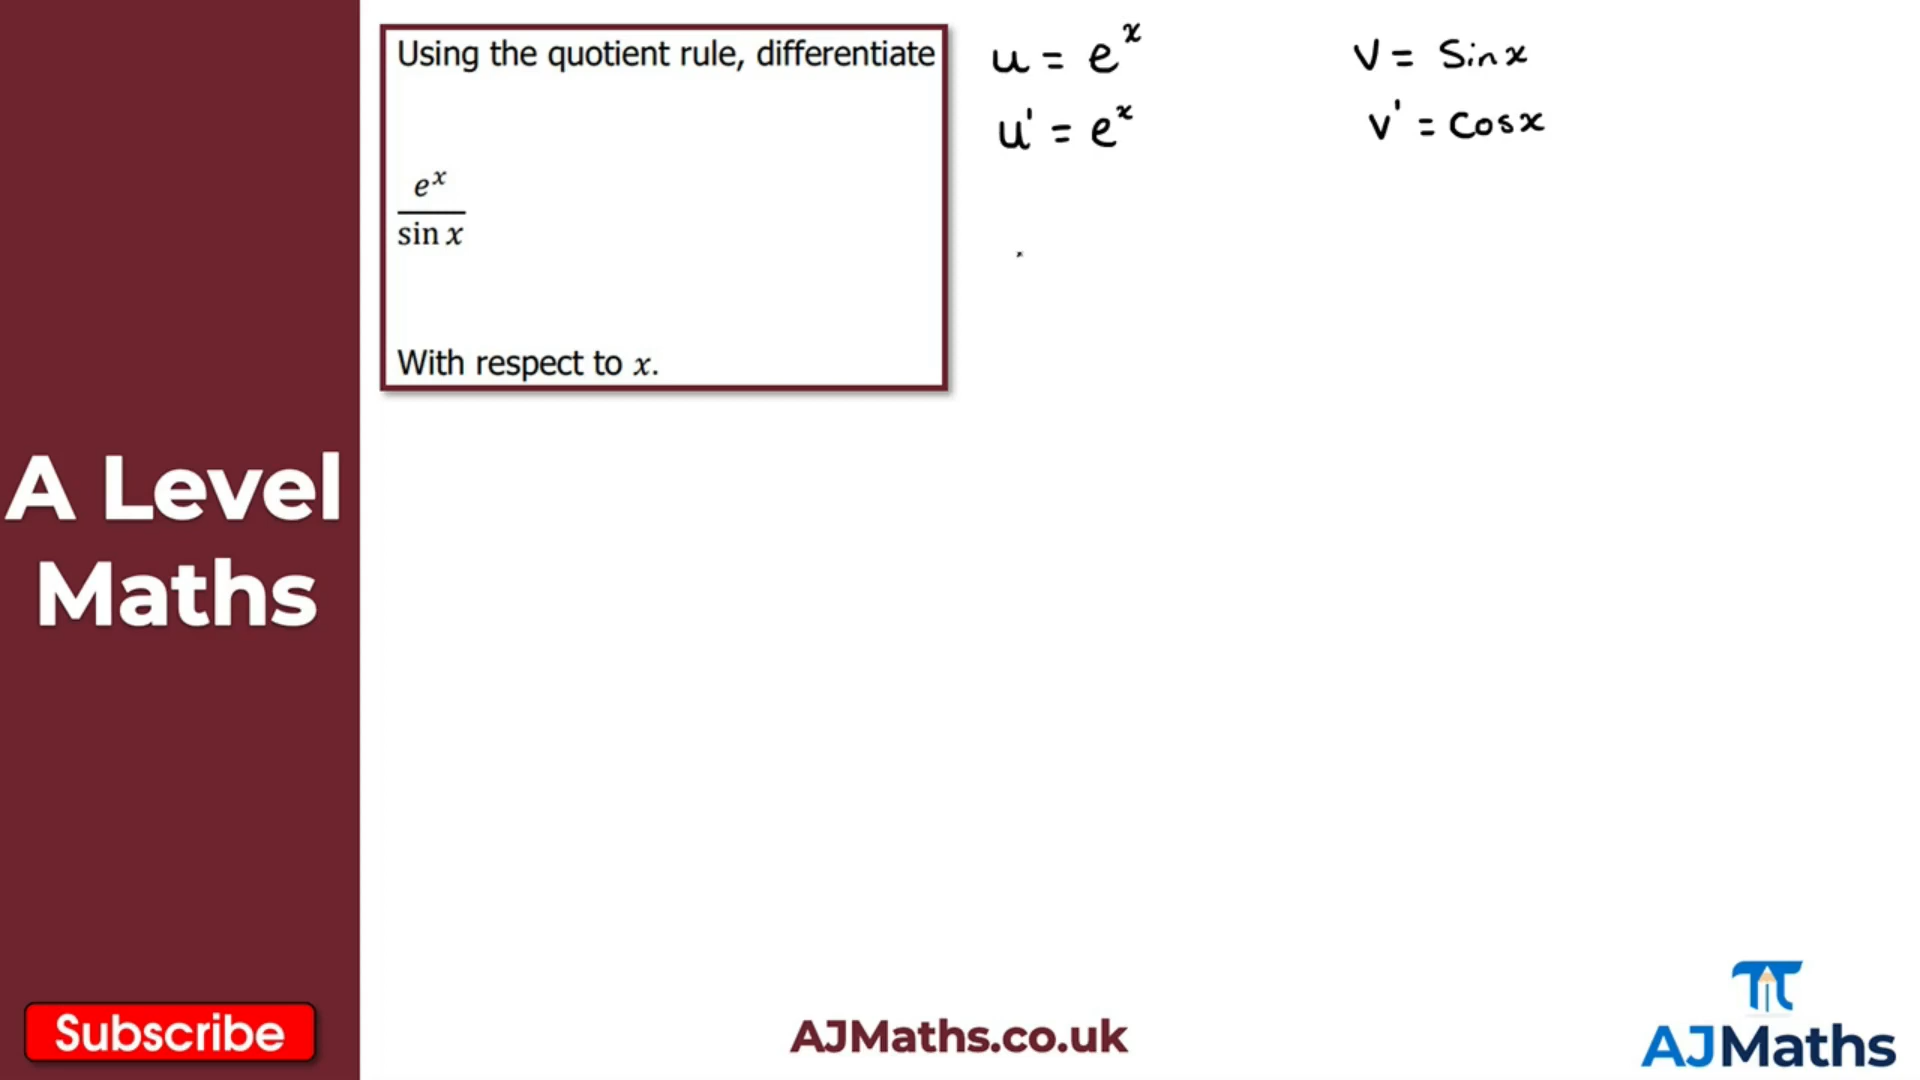 A Level
Maths
Subscribe
Using the quotient rule, differentiate
e^x
sin x
With respect to x.
u = e^x
u' = e^x
v = sin x
v' = cos x
AJMaths.co.uk
AJMaths